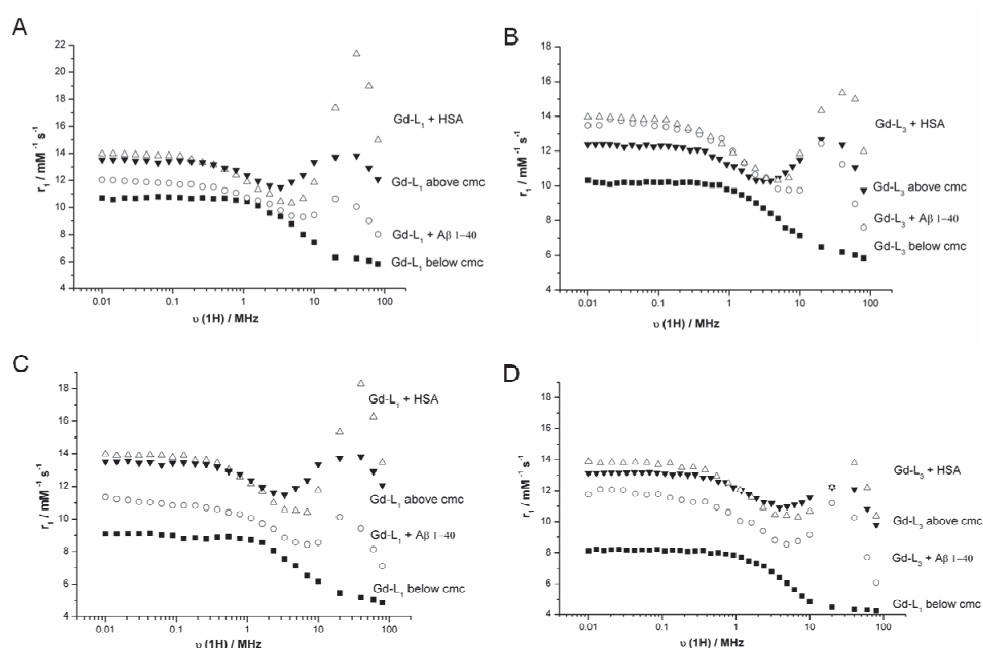 A
22
20
18
16
14
12
10
8
6
4
r₁ / mM⁻¹ s⁻¹
Gd-L₁ + HSA
Gd-L₁ above cmc
Gd-L₁ + Aβ 1–40
Gd-L₁ below cmc
0.01 0.1 1 10 100
υ (1H) / MHz
B
18
16
14
12
10
8
6
4
r₁ / mM⁻¹ s⁻¹
Gd-L₃ + HSA
Gd-L₃ above cmc
Gd-L₃ + Aβ 1–40
Gd-L₃ below cmc
0.01 0.1 1 10 100
υ (1H) / MHz
C
18
16
14
12
10
8
6
4
r₁ / mM⁻¹ s⁻¹
Gd-L₁ + HSA
Gd-L₁ above cmc
Gd-L₁ + Aβ 1–40
Gd-L₁ below cmc
0.01 0.1 1 10 100
υ (1H) / MHz
D
18
16
14
12
10
8
6
4
r₁ / mM⁻¹ s⁻¹
Gd-L₃ + HSA
Gd-L₃ above cmc
Gd-L₃ + Aβ 1–40
Gd-L₁ below cmc
0.01 0.1 1 10 100
υ (1H) / MHz